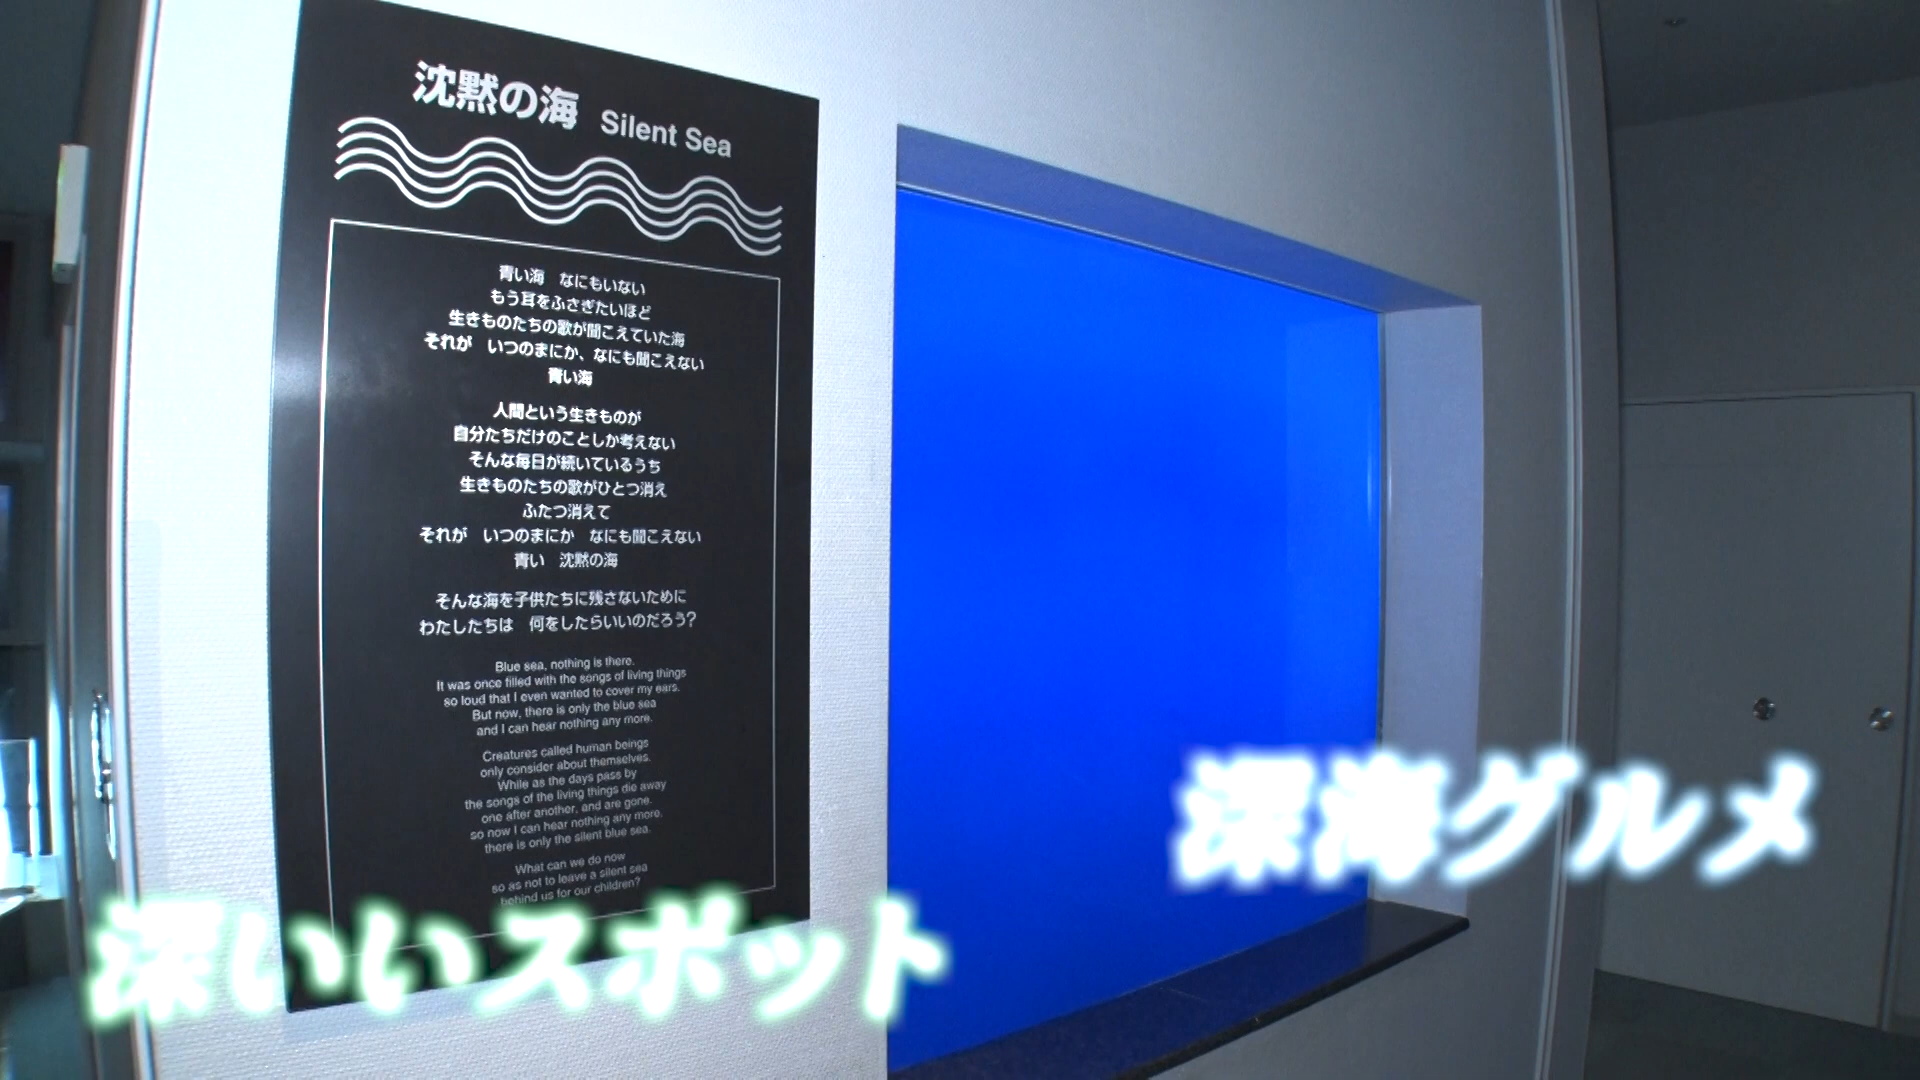 沈黙の海 Silent Sea
青い海 なにもいない
もう耳をふさぎたいほど
生きものたちの歌が聞こえていた海
それが いつのまにか、なにも聞こえない
青い海
人間という生きものが
自分たちだけのことしか考えない
そんな毎日が続いているうち
生きものたちの歌がひとつ消え
ふたつ消えて
それが いつのまにか なにも聞こえない
青い 沈黙の海
そんな海を子供たちに残さないために
わたしたちは 何をしたらいいのだろう?
Blue sea, nothing is there.
It was once filled with the songs of living things
so loud that I even wanted to cover my ears.
But now, there is only the blue sea
and I can hear nothing any more.
Creatures called human beings
only consider about themselves.
While as the days pass by
the songs of the living things die away
one after another, and are gone.
so now I can hear nothing any more.
there is only the silent blue sea.
What can we do now
so as not to leave a silent sea
behind us for our children?
深海グルメ
深いいスポット